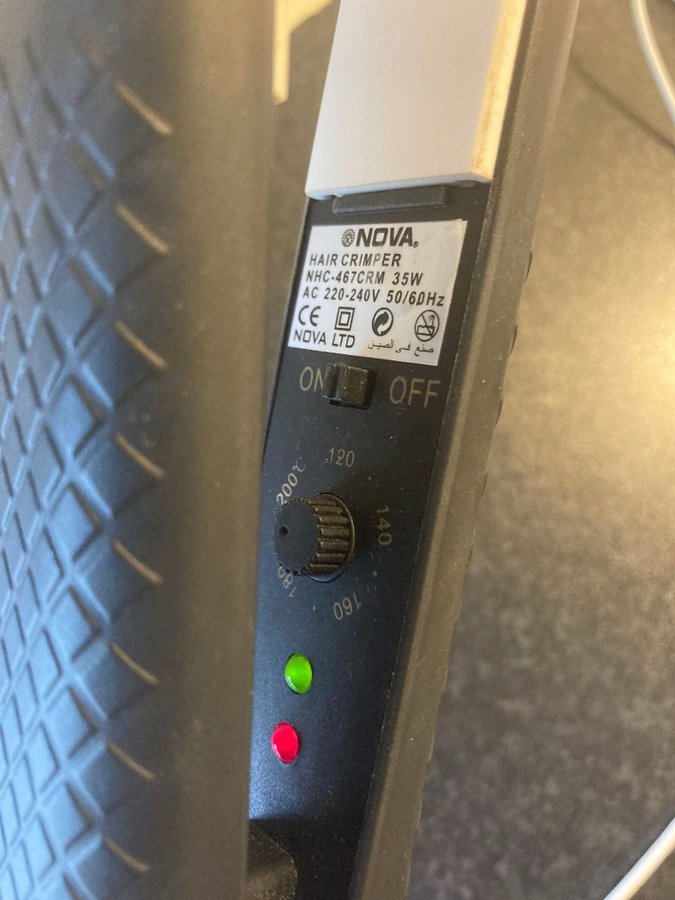 NOVA®
HAIR CRIMPER
NHC-467CRM 35W
AC 220-240V 50/60Hz
CE
NOVA LTD صنع فى الصين
ON OFF
120
200℃
140
180
160